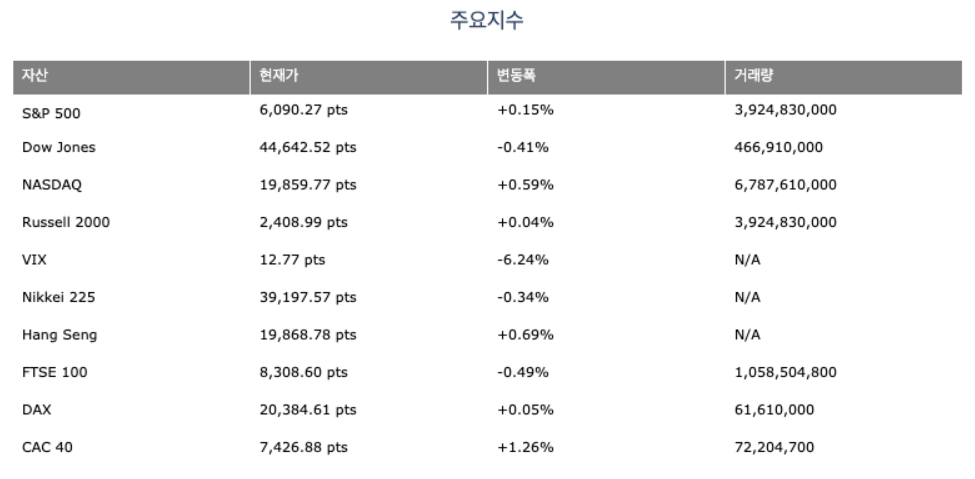 주요지수
자산 현재가 변동폭 거래량
S&P 500 6,090.27 pts +0.15% 3,924,830,000
Dow Jones 44,642.52 pts -0.41% 466,910,000
NASDAQ 19,859.77 pts +0.59% 6,787,610,000
Russell 2000 2,408.99 pts +0.04% 3,924,830,000
VIX 12.77 pts -6.24% N/A
Nikkei 225 39,197.57 pts -0.34% N/A
Hang Seng 19,868.78 pts +0.69% N/A
FTSE 100 8,308.60 pts -0.49% 1,058,504,800
DAX 20,384.61 pts +0.05% 61,610,000
CAC 40 7,426.88 pts +1.26% 72,204,700